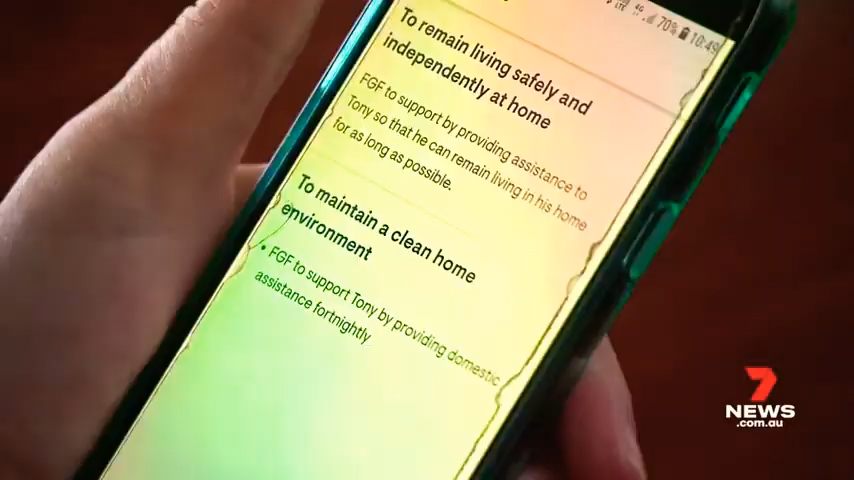 4G
LTE
70%
10:49
To remain living safely and
independently at home
FGF to support by providing assistance to
Tony so that he can remain living in his home
for as long as possible.
To maintain a clean home
environment
• FGF to support Tony by providing domestic
assistance fortnightly
7
NEWS
.com.au